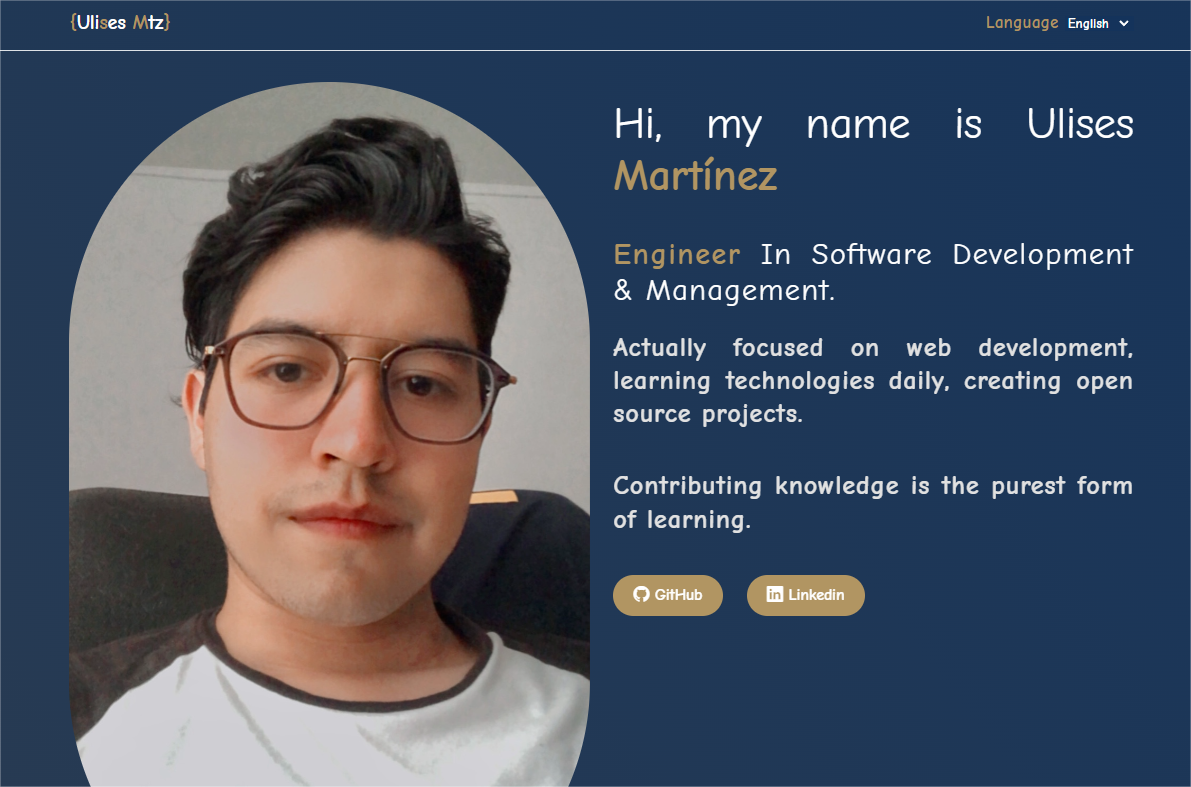 {Ulises Mtz}
Language English
Hi, my name is Ulises
Martínez
Engineer In Software Development
& Management.
Actually focused on web development,
learning technologies daily, creating open
source projects.
Contributing knowledge is the purest form
of learning.
GitHub Linkedin